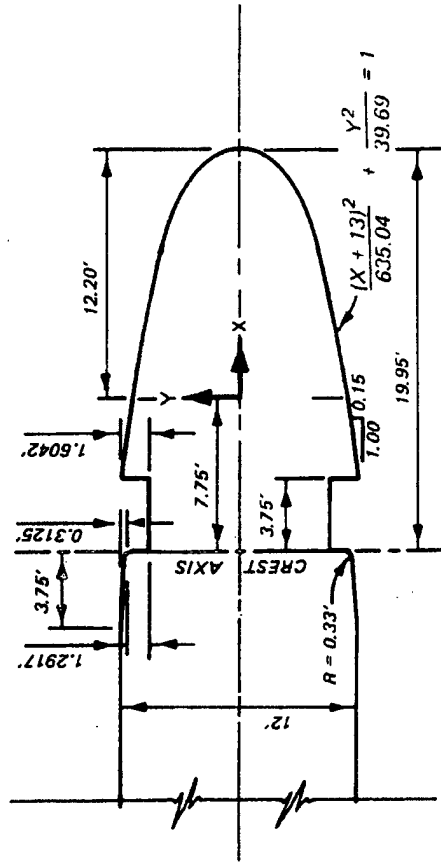 1.2917'
3.75'
0.3125'
1.6042'
12.20'
Y
X
7.75'
CREST
AXIS
3.75'
12'
R = 0.33'
0.15
1.00
19.95'
(X + 13)²/635.04 + Y²/39.69 = 1